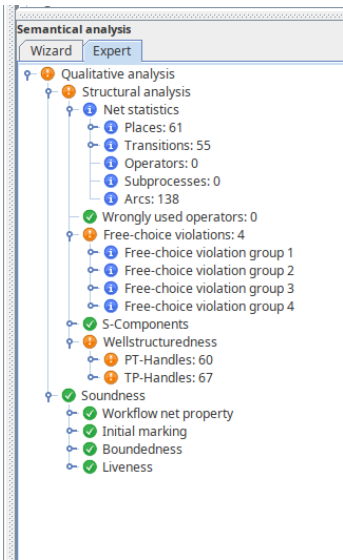 Semantical analysis
Wizard Expert
Qualitative analysis
Structural analysis
Net statistics
Places: 61
Transitions: 55
Operators: 0
Subprocesses: 0
Arcs: 138
Wrongly used operators: 0
Free-choice violations: 4
Free-choice violation group 1
Free-choice violation group 2
Free-choice violation group 3
Free-choice violation group 4
S-Components
Wellstructuredness
PT-Handles: 60
TP-Handles: 67
Soundness
Workflow net property
Initial marking
Boundedness
Liveness